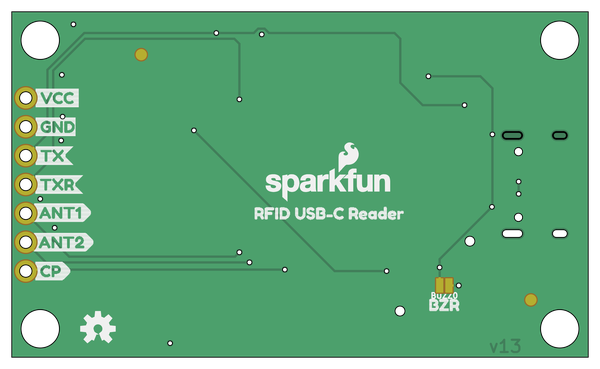 VCC
GND
TX
TXR
ANT1
ANT2
CP
sparkfun
RFID USB-C Reader
BZR
v13